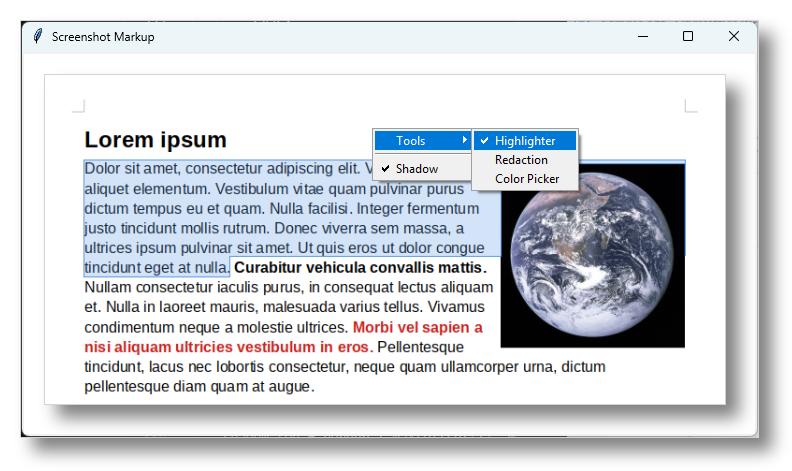 Screenshot Markup
Lorem ipsum
Tools
Highlighter
Redaction
Color Picker
Shadow
Dolor sit amet, consectetur adipiscing elit.
aliquet elementum. Vestibulum vitae quam pulvinar purus
dictum tempus eu et quam. Nulla facilisi. Integer fermentum
justo tincidunt mollis rutrum. Donec viverra sem massa, a
ultrices ipsum pulvinar sit amet. Ut quis eros ut dolor congue
tincidunt eget at nulla. Curabitur vehicula convallis mattis.
Nullam consectetur iaculis purus, in consequat lectus aliquam
et. Nulla in laoreet mauris, malesuada varius tellus. Vivamus
condimentum neque a molestie ultrices. Morbi vel sapien a
nisi aliquam ultricies vestibulum in eros. Pellentesque
tincidunt, lacus nec lobortis consectetur, neque quam ullamcorper urna, dictum
pellentesque diam quam at augue.